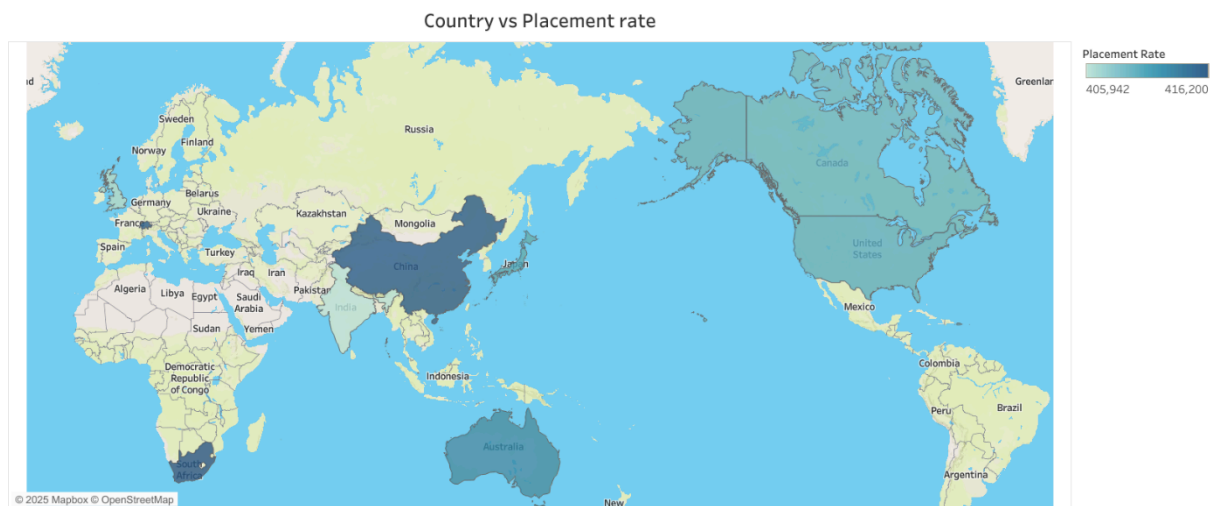 Country vs Placement rate
Placement Rate
405,942 416,200
nd
Greenlan
Sweden
Finland
Norway
Russia
Canada
Belarus
Germany
Ukraine
France
Kazakhstan
Mongolia
United
States
Spain
Turkey
China
Japan
Iraq
Iran
Algeria
Libya
Egypt
Pakistan
Saudi
Arabia
India
Mexico
Sudan
Yemen
Colombia
Democratic
Republic
of Congo
Indonesia
Peru
Brazil
Australia
South
Africa
Argentina
New
© 2025 Mapbox © OpenStreetMap